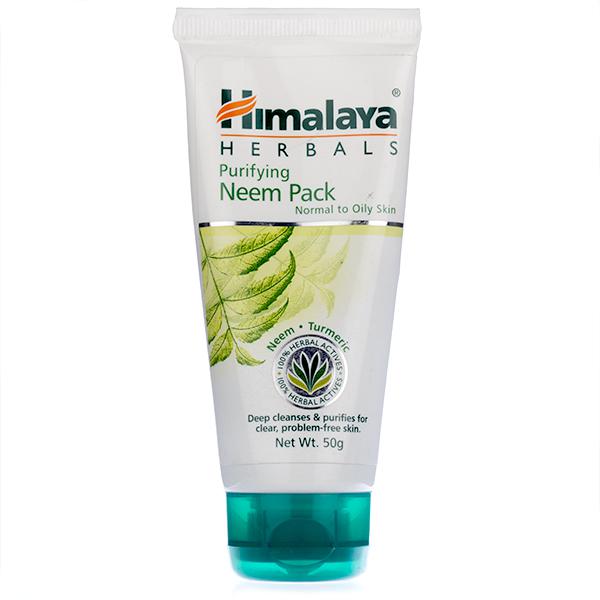 Himalaya®
HERBALS
Purifying
Neem Pack
Normal to Oily Skin
Neem • Turmeric
100% HERBAL ACTIVES
100% HERBAL ACTIVES
Deep cleanses & purifies for
clear, problem-free skin.
Net Wt. 50g